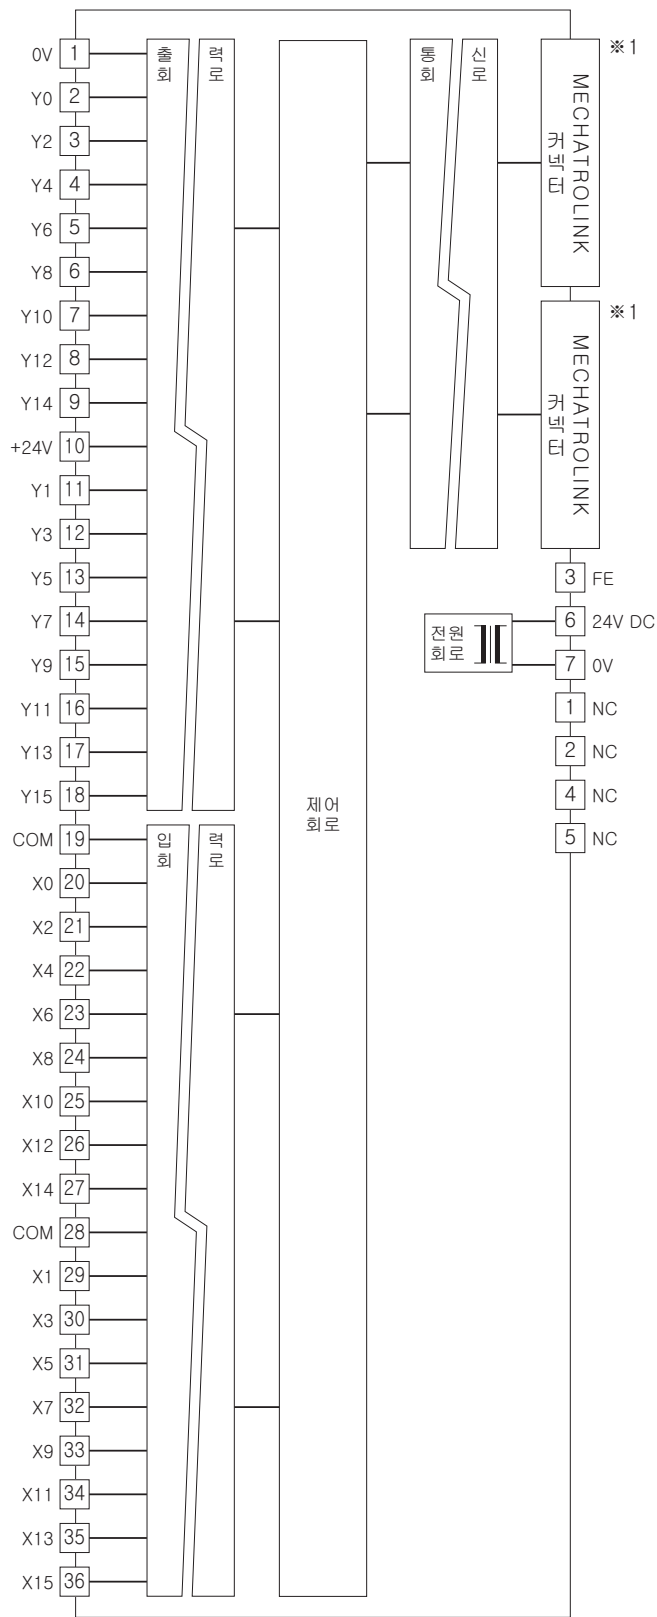 0V 1
Y0 2
Y2 3
Y4 4
Y6 5
Y8 6
Y10 7
Y12 8
Y14 9
+24V 10
Y1 11
Y3 12
Y5 13
Y7 14
Y9 15
Y11 16
Y13 17
Y15 18
COM 19
X0 20
X2 21
X4 22
X6 23
X8 24
X10 25
X12 26
X14 27
COM 28
X1 29
X3 30
X5 31
X7 32
X9 33
X11 34
X13 35
X15 36
출력
회로
입력
회로
제어
회로
통신
회로
MECHATROLINK
커넥터
※1
MECHATROLINK
커넥터
※1
전원
회로
3 FE
6 24V DC
7 0V
1 NC
2 NC
4 NC
5 NC